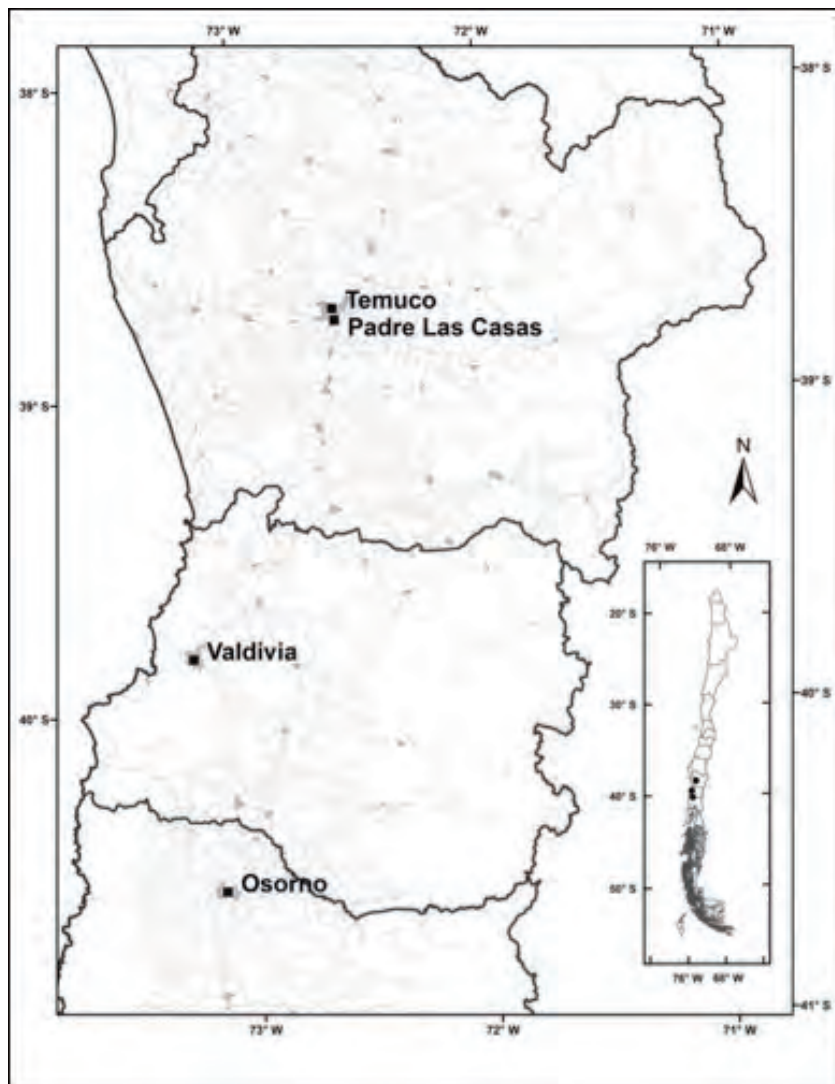 73° W 72° W 71° W
38° S 38° S
Temuco
Padre Las Casas
39° S 39° S
N
76° W 68° W
20° S
Valdivia
30° S
40° S 40° S
40° S
Osorno
50° S
76° W 68° W
41° S
73° W 72° W 71° W